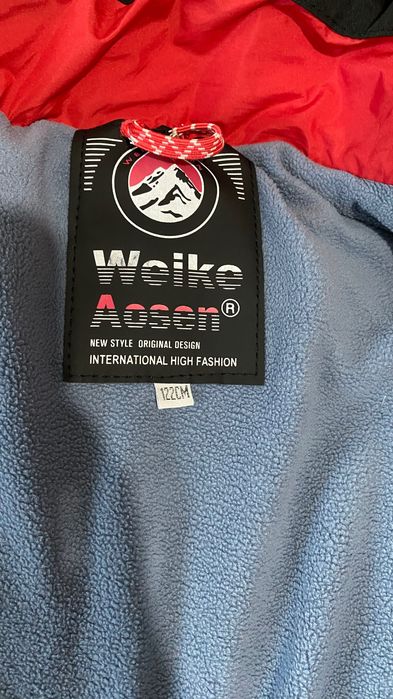 Weike
Aosen®
NEW STYLE ORIGINAL DESIGN
INTERNATIONAL HIGH FASHION
122CM